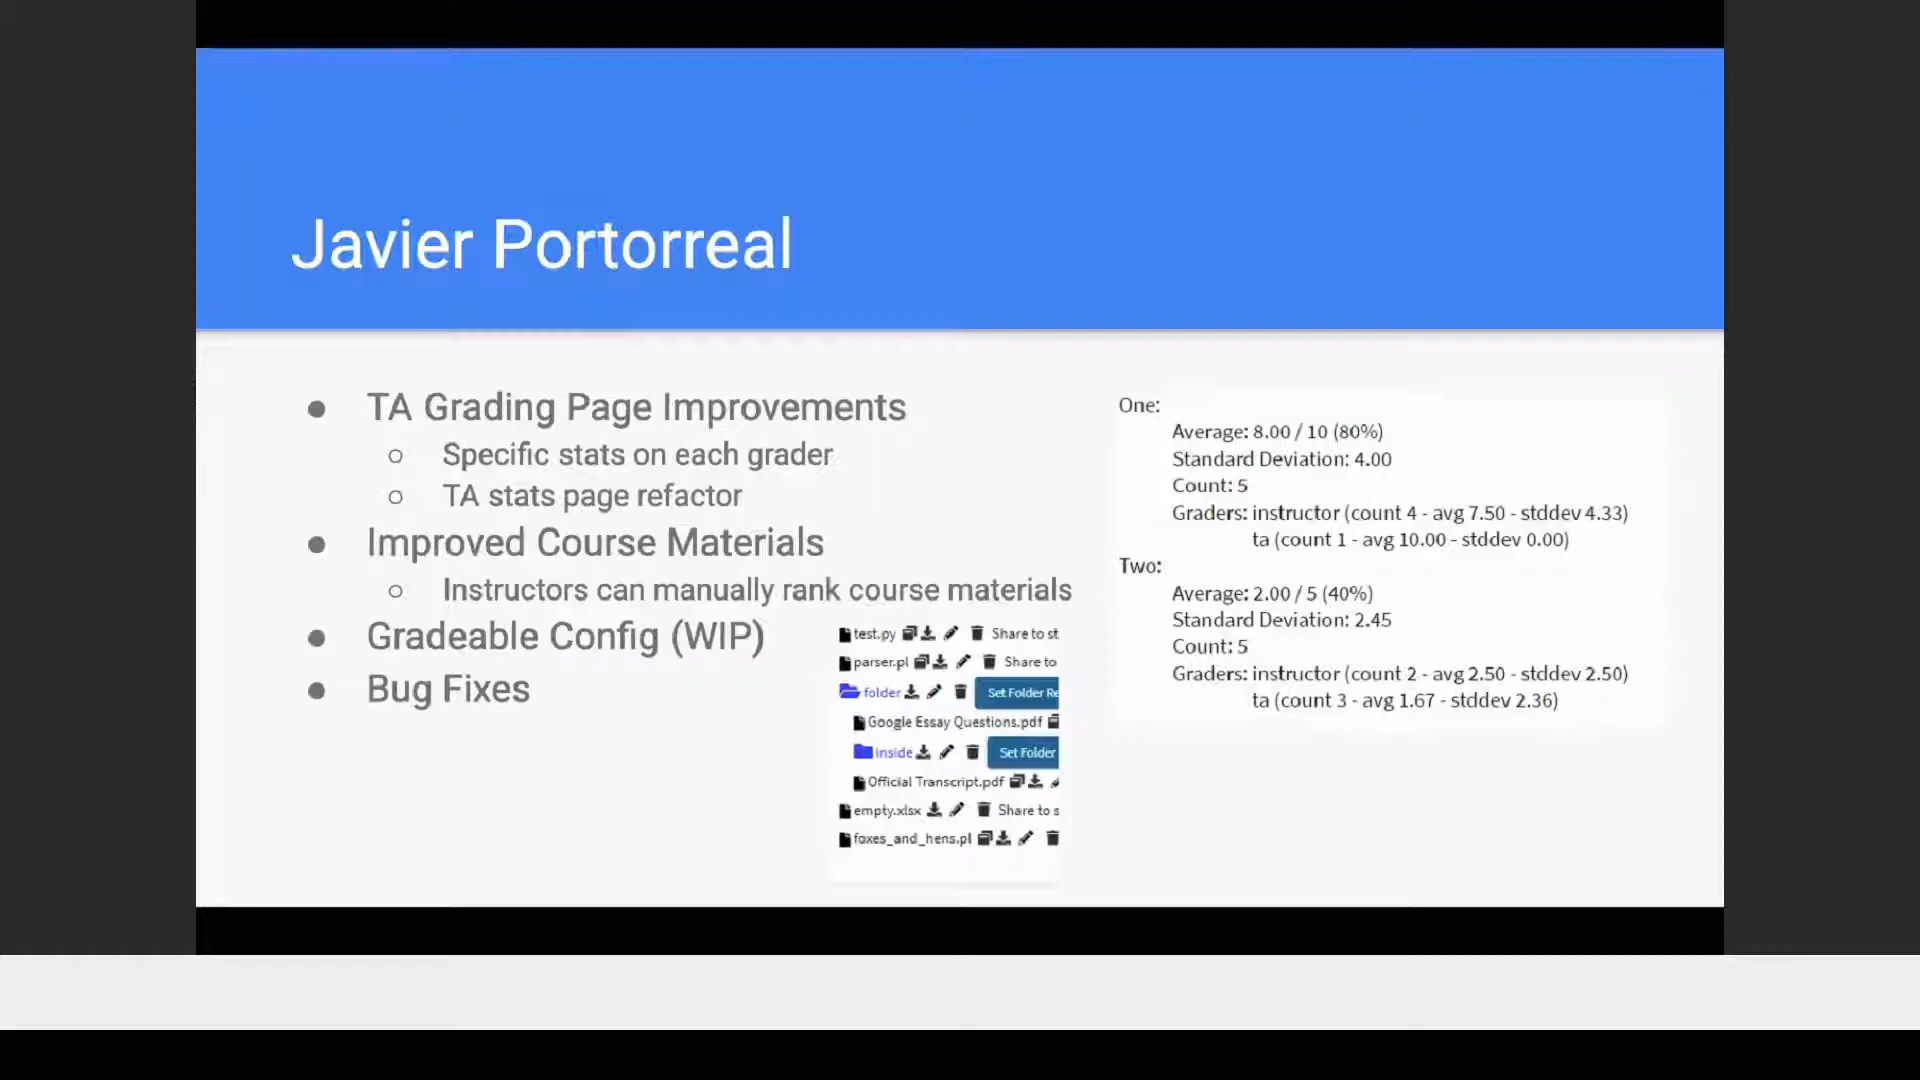 Javier Portorreal
TA Grading Page Improvements
Specific stats on each grader
TA stats page refactor
Improved Course Materials
Instructors can manually rank course materials
Gradeable Config (WIP)
Bug Fixes
test.py Share to st
parser.pl Share to
folder Set Folder Re
Google Essay Questions.pdf
inside Set Folder
Official Transcript.pdf
empty.xlsx Share to s
foxes_and_hens.pl
One:
Average: 8.00 / 10 (80%)
Standard Deviation: 4.00
Count: 5
Graders: instructor (count 4 - avg 7.50 - stddev 4.33)
ta (count 1 - avg 10.00 - stddev 0.00)
Two:
Average: 2.00 / 5 (40%)
Standard Deviation: 2.45
Count: 5
Graders: instructor (count 2 - avg 2.50 - stddev 2.50)
ta (count 3 - avg 1.67 - stddev 2.36)